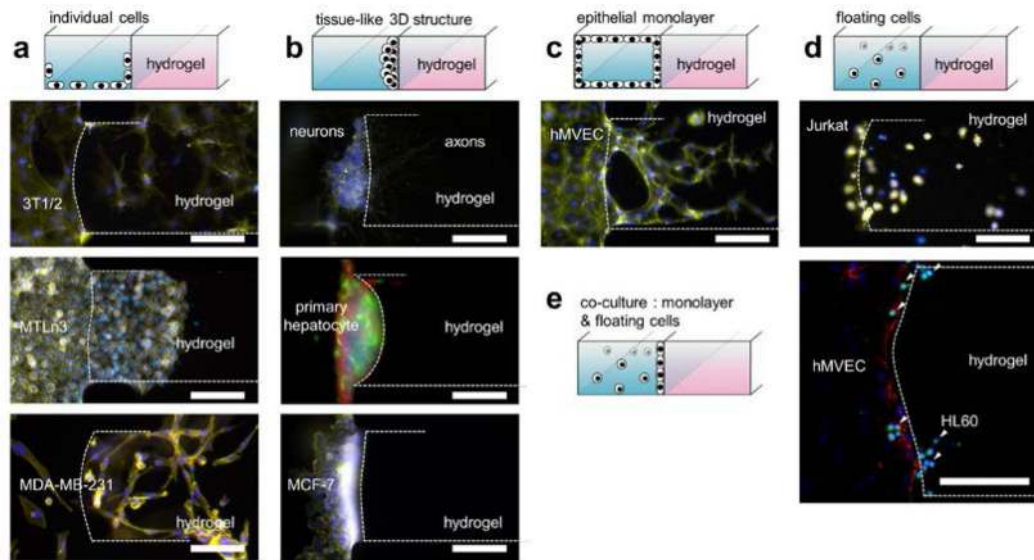 a
individual cells
hydrogel
3T1/2
hydrogel
MTLn3
hydrogel
MDA-MB-231
hydrogel
b
tissue-like 3D structure
hydrogel
neurons
axons
hydrogel
primary
hepatocyte
hydrogel
MCF-7
hydrogel
c
epithelial monolayer
hydrogel
hMVEC
hydrogel
d
floating cells
hydrogel
Jurkat
hydrogel
hMVEC
hydrogel
HL60
e
co-culture : monolayer
& floating cells
hydrogel